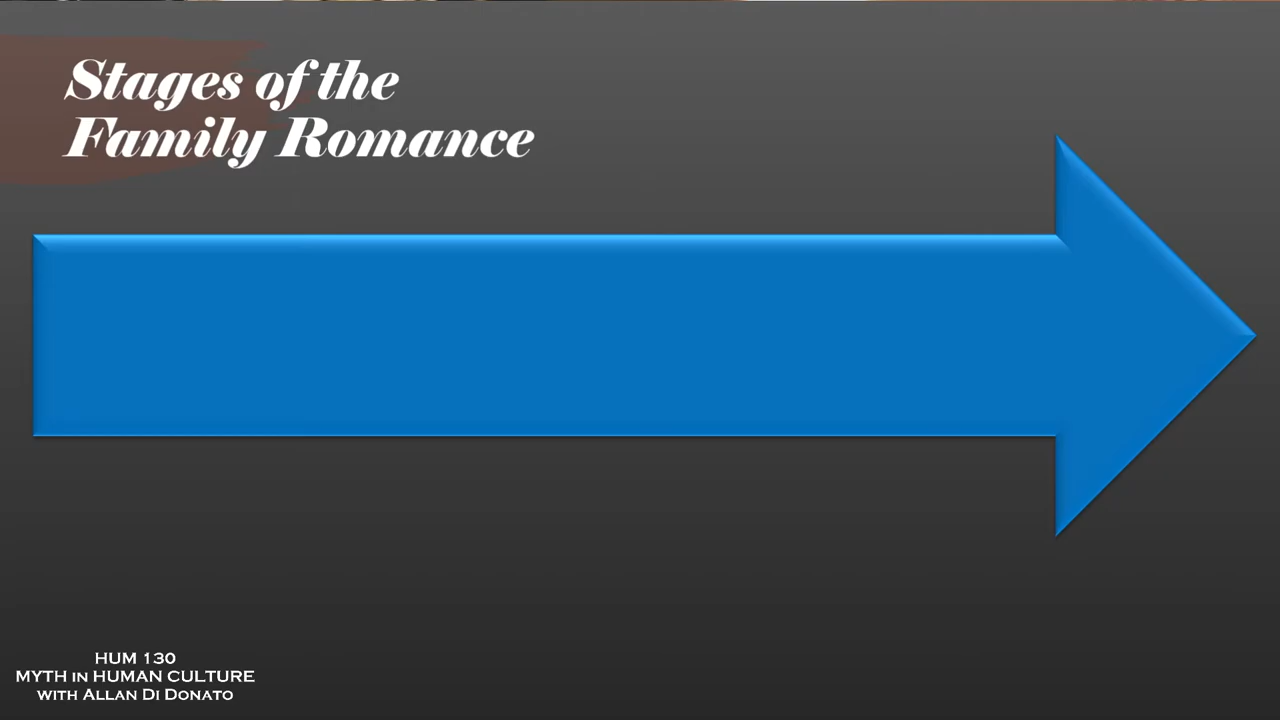 Stages of the
Family Romance
HUM 130
MYTH in HUMAN CULTURE
WITH ALLAN DI DONATO